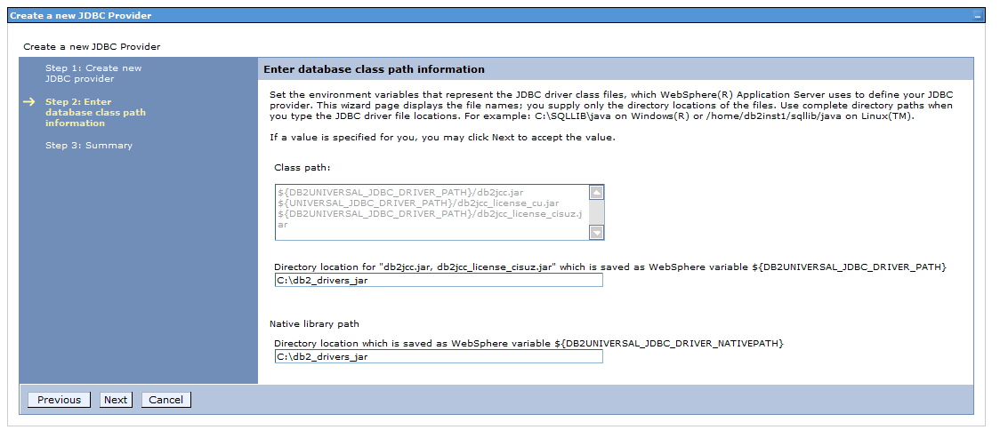 Create a new JDBC Provider
Create a new JDBC Provider
Step 1: Create new
JDBC provider
Step 2: Enter
database class path
information
Step 3: Summary
Enter database class path information
Set the environment variables that represent the JDBC driver class files, which WebSphere(R) Application Server uses to define your JDBC
provider. This wizard page displays the file names; you supply only the directory locations of the files. Use complete directory paths when
you type the JDBC driver file locations. For example: C:\SQLLIB\java on Windows(R) or /home/db2inst1/sqllib/java on Linux(TM).
If a value is specified for you, you may click Next to accept the value.
Class path:
${DB2UNIVERSAL_JDBC_DRIVER_PATH}/db2jcc.jar
${UNIVERSAL_JDBC_DRIVER_PATH}/db2jcc_license_cu.jar
${DB2UNIVERSAL_JDBC_DRIVER_PATH}/db2jcc_license_cisuz.j
ar
Directory location for "db2jcc.jar, db2jcc_license_cisuz.jar" which is saved as WebSphere variable ${DB2UNIVERSAL_JDBC_DRIVER_PATH}
C:\db2_drivers_jar
Native library path
Directory location which is saved as WebSphere variable ${DB2UNIVERSAL_JDBC_DRIVER_NATIVEPATH}
C:\db2_drivers_jar
Previous Next Cancel